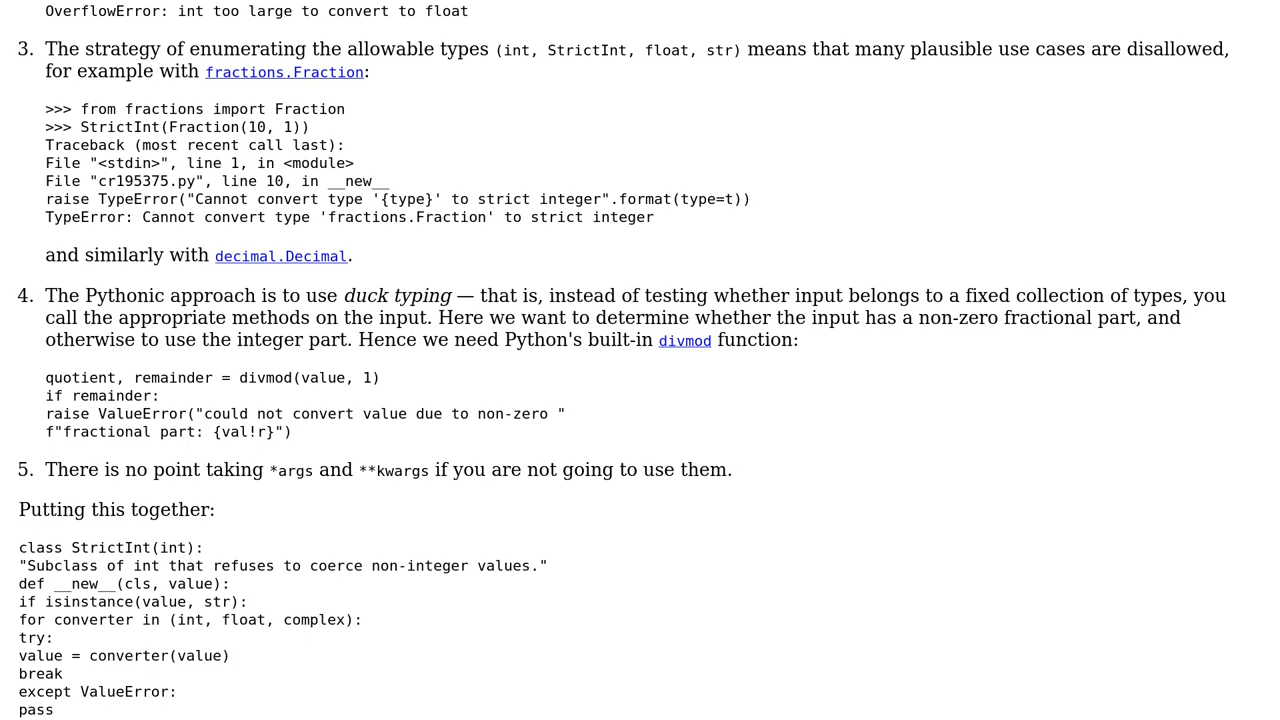 OverflowError: int too large to convert to float
3. The strategy of enumerating the allowable types (int, StrictInt, float, str) means that many plausible use cases are disallowed,
for example with fractions.Fraction:
>>> from fractions import Fraction
>>> StrictInt(Fraction(10, 1))
Traceback (most recent call last):
File "<stdin>", line 1, in <module>
File "cr195375.py", line 10, in __new__
raise TypeError("Cannot convert type '{type}' to strict integer".format(type=t))
TypeError: Cannot convert type 'fractions.Fraction' to strict integer
and similarly with decimal.Decimal.
4. The Pythonic approach is to use duck typing — that is, instead of testing whether input belongs to a fixed collection of types, you
call the appropriate methods on the input. Here we want to determine whether the input has a non-zero fractional part, and
otherwise to use the integer part. Hence we need Python's built-in divmod function:
quotient, remainder = divmod(value, 1)
if remainder:
raise ValueError("could not convert value due to non-zero "
f"fractional part: {val!r}")
5. There is no point taking *args and **kwargs if you are not going to use them.
Putting this together:
class StrictInt(int):
"Subclass of int that refuses to coerce non-integer values."
def __new__(cls, value):
if isinstance(value, str):
for converter in (int, float, complex):
try:
value = converter(value)
break
except ValueError:
pass